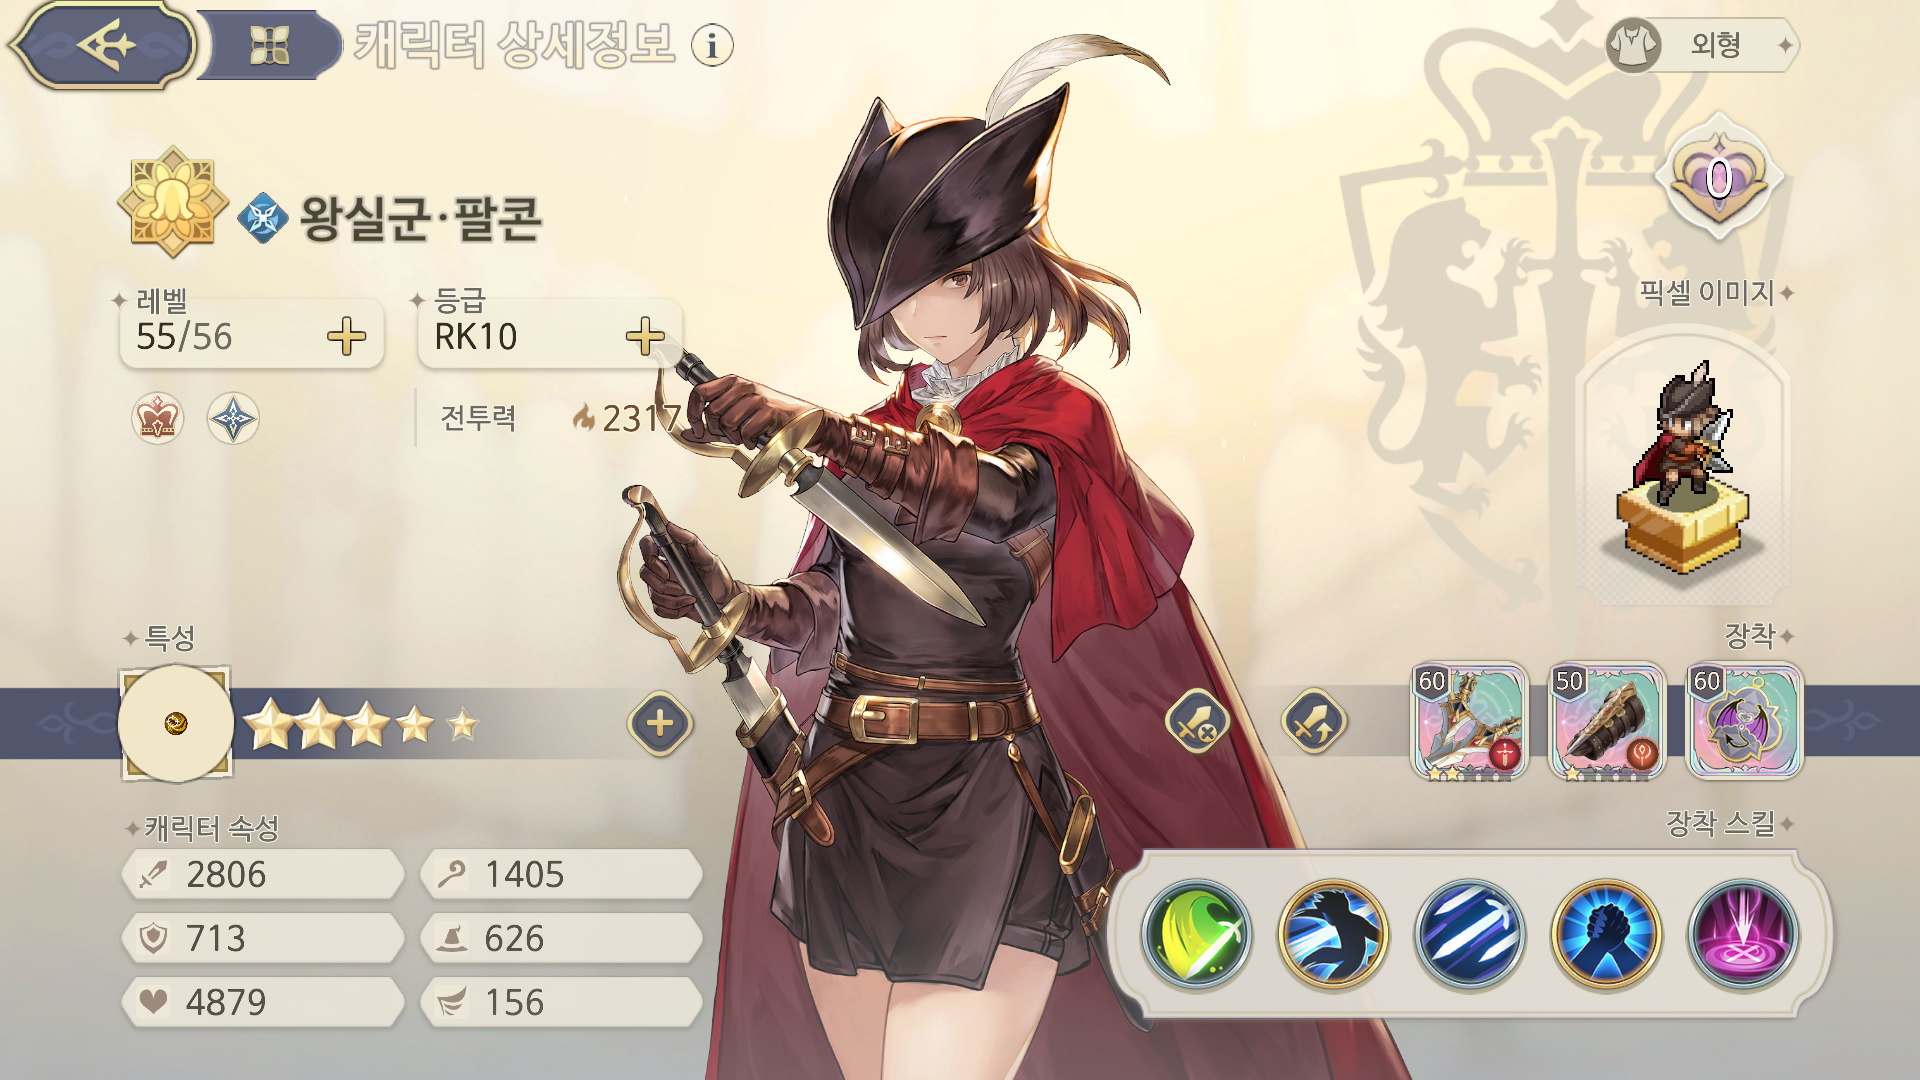 캐릭터 상세정보
외형
0
왕실군·팔콘
레벨
55/56
등급
RK10
전투력
2317
픽셀 이미지
특성
장착
60
50
60
캐릭터 속성
2806
1405
713
626
4879
156
장착 스킬